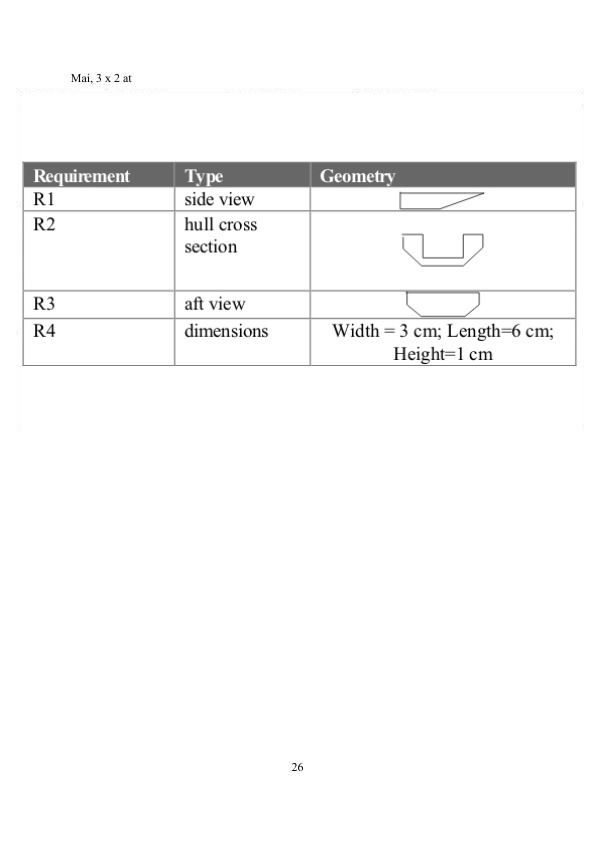 Mai, 3 x 2 at
Requirement Type Geometry
R1 side view
R2 hull cross
section
R3 aft view
R4 dimensions Width = 3 cm; Length=6 cm;
Height=1 cm
26